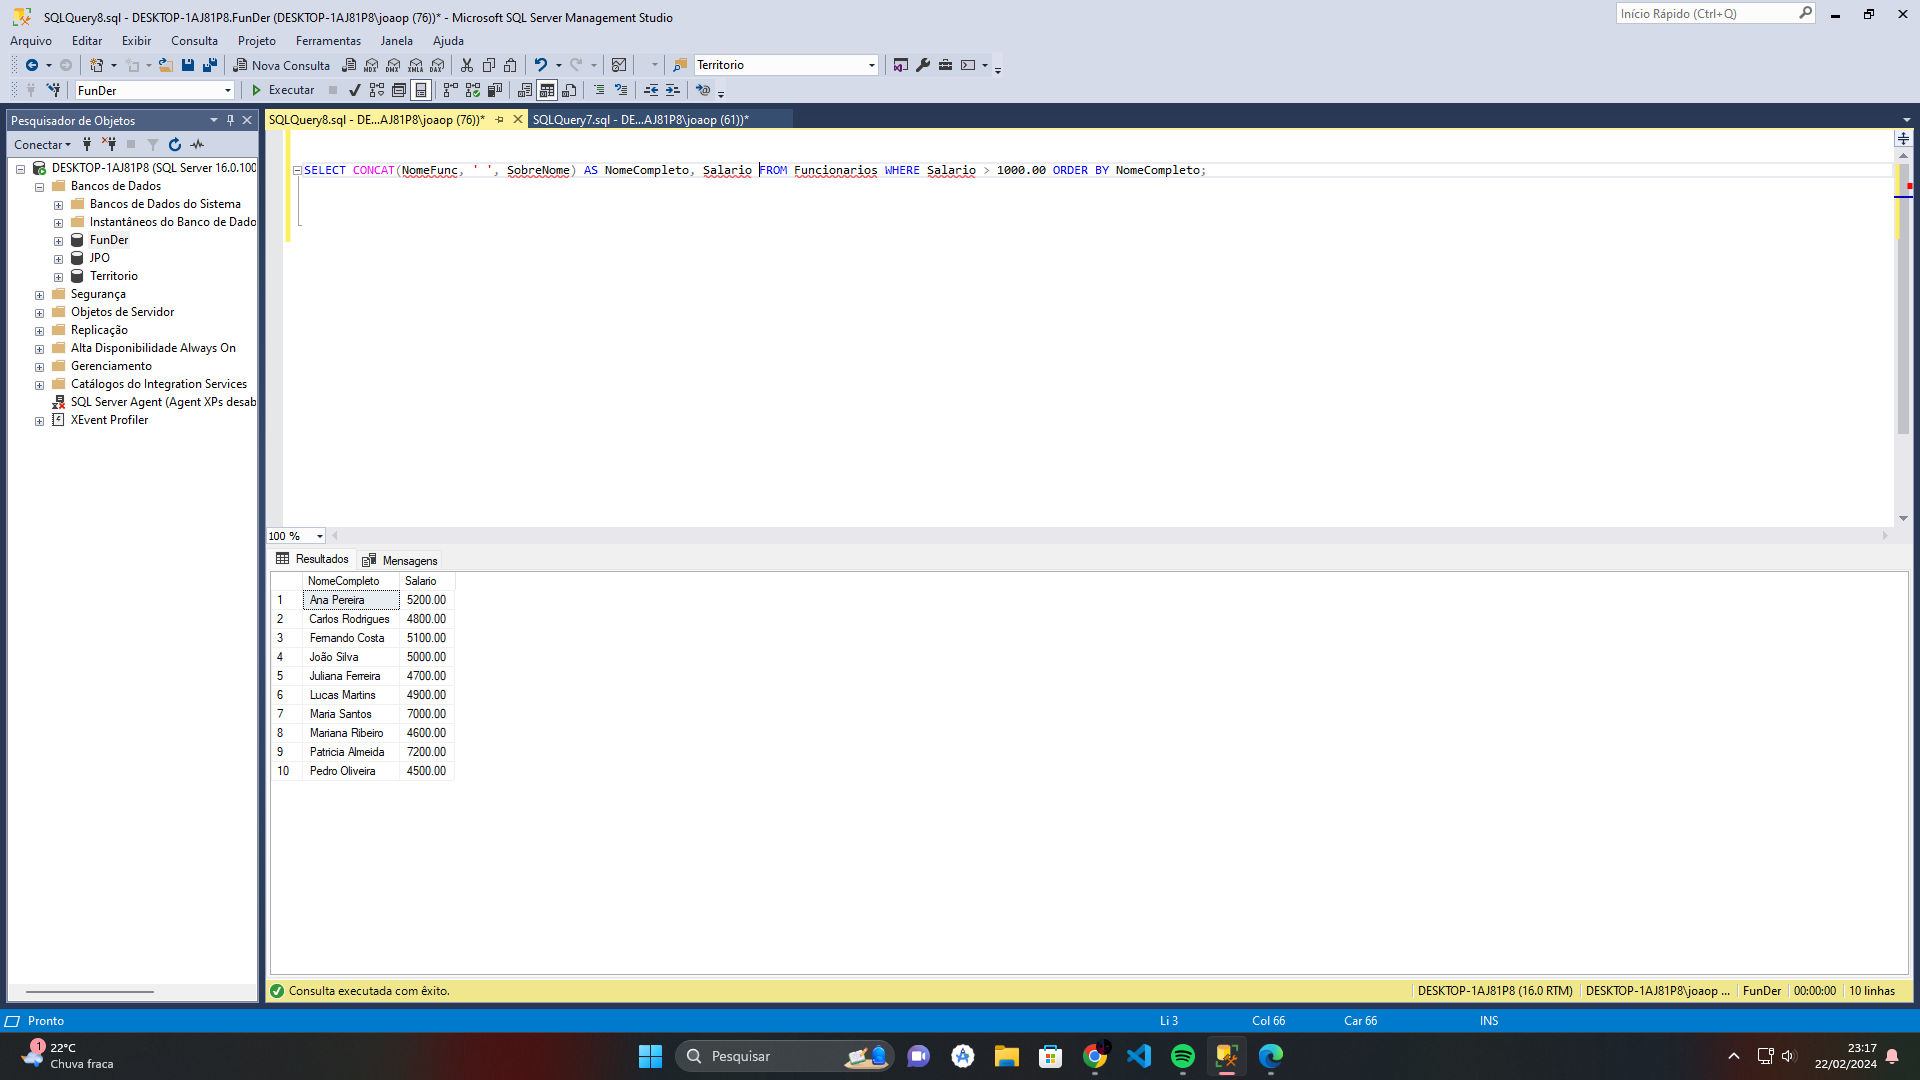 SQLQuery8.sql - DESKTOP-1AJ81P8.FunDer (DESKTOP-1AJ81P8\joaop (76))* - Microsoft SQL Server Management Studio
Início Rápido (Ctrl+Q)
Arquivo Editar Exibir Consulta Projeto Ferramentas Janela Ajuda
Nova Consulta MDX DMX XMLA DAX Territorio
FunDer Executar
Pesquisador de Objetos
SQLQuery8.sql - DE...AJ81P8\joaop (76))* SQLQuery7.sql - DE...AJ81P8\joaop (61))*
Conectar
DESKTOP-1AJ81P8 (SQL Server 16.0.100
Bancos de Dados
Bancos de Dados do Sistema
Instantâneos do Banco de Dado
FunDer
JPO
Territorio
Segurança
Objetos de Servidor
Replicação
Alta Disponibilidade Always On
Gerenciamento
Catálogos do Integration Services
SQL Server Agent (Agent XPs desab
XEvent Profiler
SELECT CONCAT(NomeFunc, ' ', SobreNome) AS NomeCompleto, Salario FROM Funcionarios WHERE Salario > 1000.00 ORDER BY NomeCompleto;
100 %
Resultados Mensagens
NomeCompleto Salario
1 Ana Pereira 5200.00
2 Carlos Rodrigues 4800.00
3 Fernando Costa 5100.00
4 João Silva 5000.00
5 Juliana Ferreira 4700.00
6 Lucas Martins 4900.00
7 Maria Santos 7000.00
8 Mariana Ribeiro 4600.00
9 Patricia Almeida 7200.00
10 Pedro Oliveira 4500.00
Consulta executada com êxito. DESKTOP-1AJ81P8 (16.0 RTM) DESKTOP-1AJ81P8\joaop ... FunDer 00:00:00 10 linhas
Pronto Li 3 Col 66 Car 66 INS
1 22°C
Chuva fraca
Pesquisar
23:17
22/02/2024